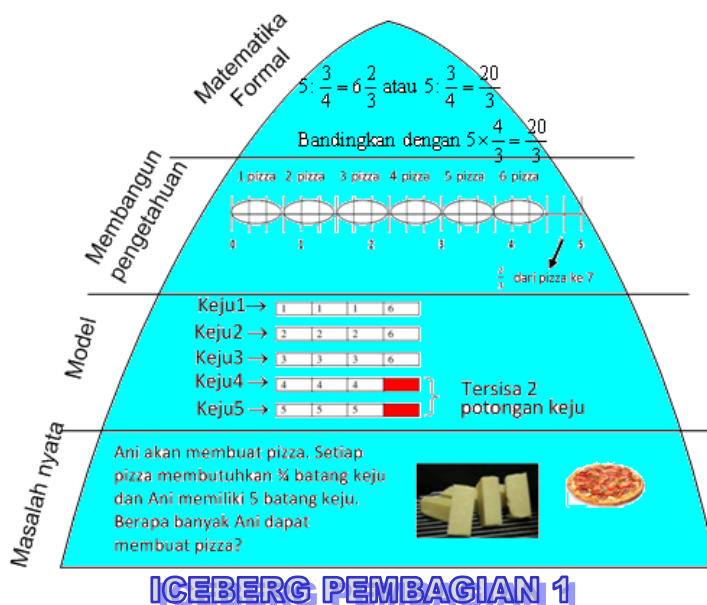 Matematika
Formal
5: 3/4 = 6 2/3 atau 5: 3/4 = 20/3
Bandingkan dengan 5 × 4/3 = 20/3
Membangun
pengetahuan
1 pizza 2 pizza 3 pizza 4 pizza 5 pizza 6 pizza
0 1 2 3 4 5
2/3 dari pizza ke 7
Model
Keju1→ 1 1 1 6
Keju2→ 2 2 2 6
Keju3→ 3 3 3 6
Keju4→ 4 4 4
Keju5→ 5 5 5
Tersisa 2
potongan keju
Masalah nyata
Ani akan membuat pizza. Setiap
pizza membutuhkan ¾ batang keju
dan Ani memiliki 5 batang keju.
Berapa banyak Ani dapat
membuat pizza?
ICEBERG PEMBAGIAN 1